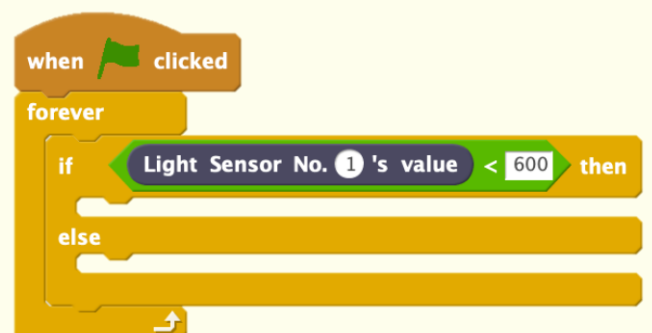 when clicked
forever
if Light Sensor No. 1 's value < 600 then
else